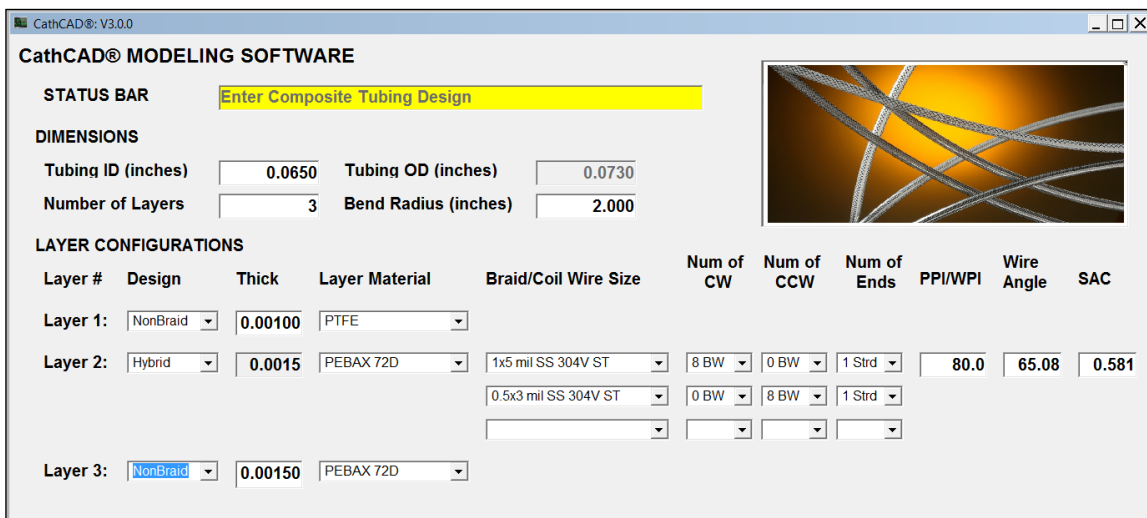 CathCAD®: V3.0.0
CathCAD® MODELING SOFTWARE
STATUS BAR Enter Composite Tubing Design
DIMENSIONS
Tubing ID (inches) 0.0650 Tubing OD (inches) 0.0730
Number of Layers 3 Bend Radius (inches) 2.000
LAYER CONFIGURATIONS
Layer # Design Thick Layer Material Braid/Coil Wire Size Num of CW Num of CCW Num of Ends PPI/WPI Wire Angle SAC
Layer 1: NonBraid 0.00100 PTFE
Layer 2: Hybrid 0.0015 PEBAX 72D 1x5 mil SS 304V ST 8 BW 0 BW 1 Strd 80.0 65.08 0.581
0.5x3 mil SS 304V ST 0 BW 8 BW 1 Strd
Layer 3: NonBraid 0.00150 PEBAX 72D